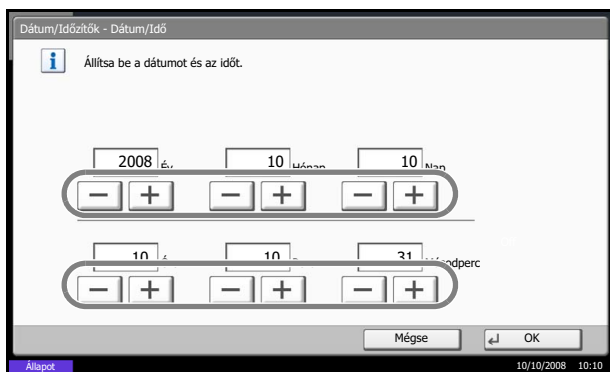 Dátum/Időzítők - Dátum/Idő
Állítsa be a dátumot és az időt.
2008 Év 10 Hónap 10 Nap
− + − + − +
10 10 31 Másodperc
− + − + − +
Mégse OK
Állapot 10/10/2008 10:10